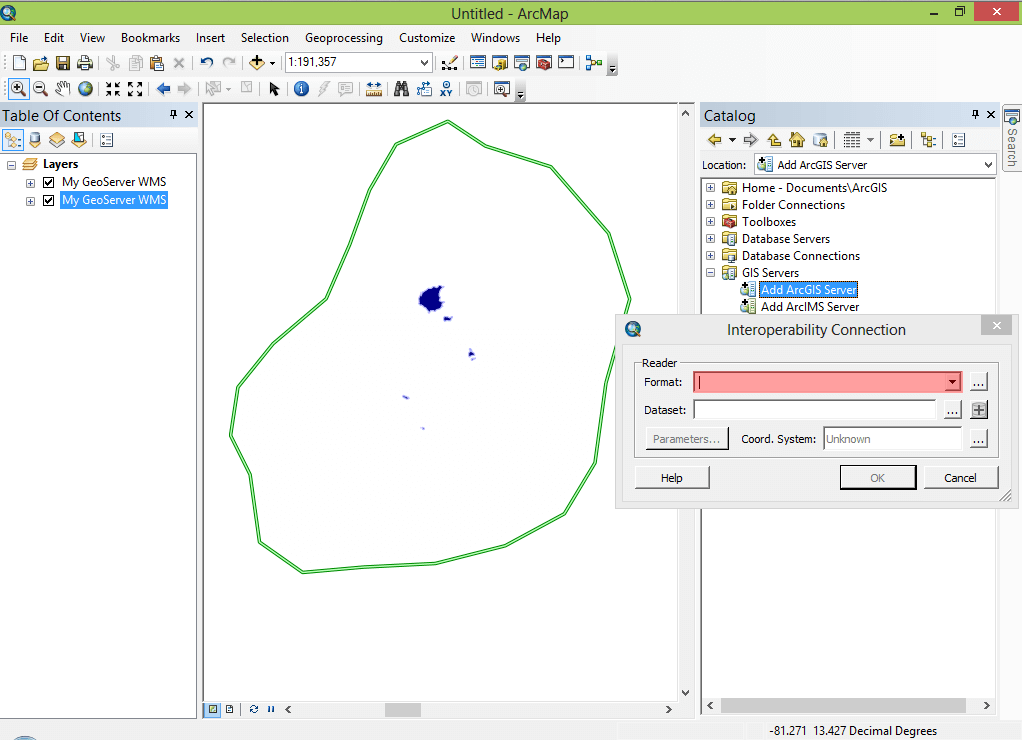 Untitled - ArcMap
File Edit View Bookmarks Insert Selection Geoprocessing Customize Windows Help
1:191,357
Table Of Contents
Layers
My GeoServer WMS
My GeoServer WMS
Catalog
Location: Add ArcGIS Server
Home - Documents\ArcGIS
Folder Connections
Toolboxes
Database Servers
Database Connections
GIS Servers
Add ArcGIS Server
Add ArcIMS Server
Search
Interoperability Connection
Reader
Format:
Dataset:
Parameters... Coord. System: Unknown
Help OK Cancel
-81.271 13.427 Decimal Degrees